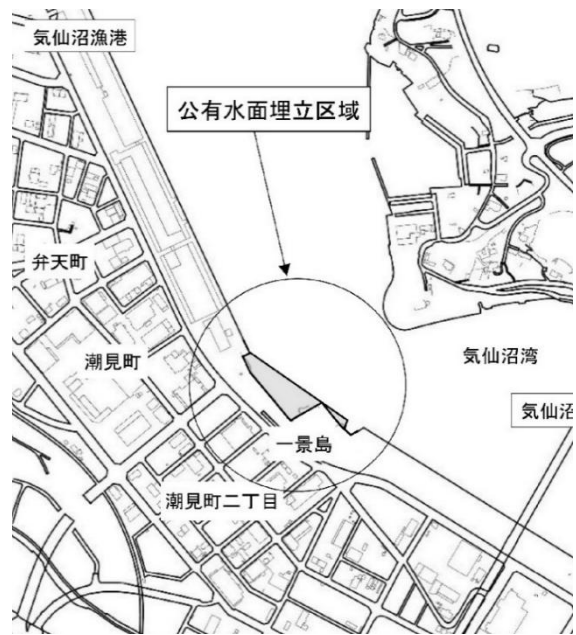 気仙沼漁港
公有水面埋立区域
弁天町
潮見町
気仙沼湾
気仙沼
一景島
潮見町二丁目